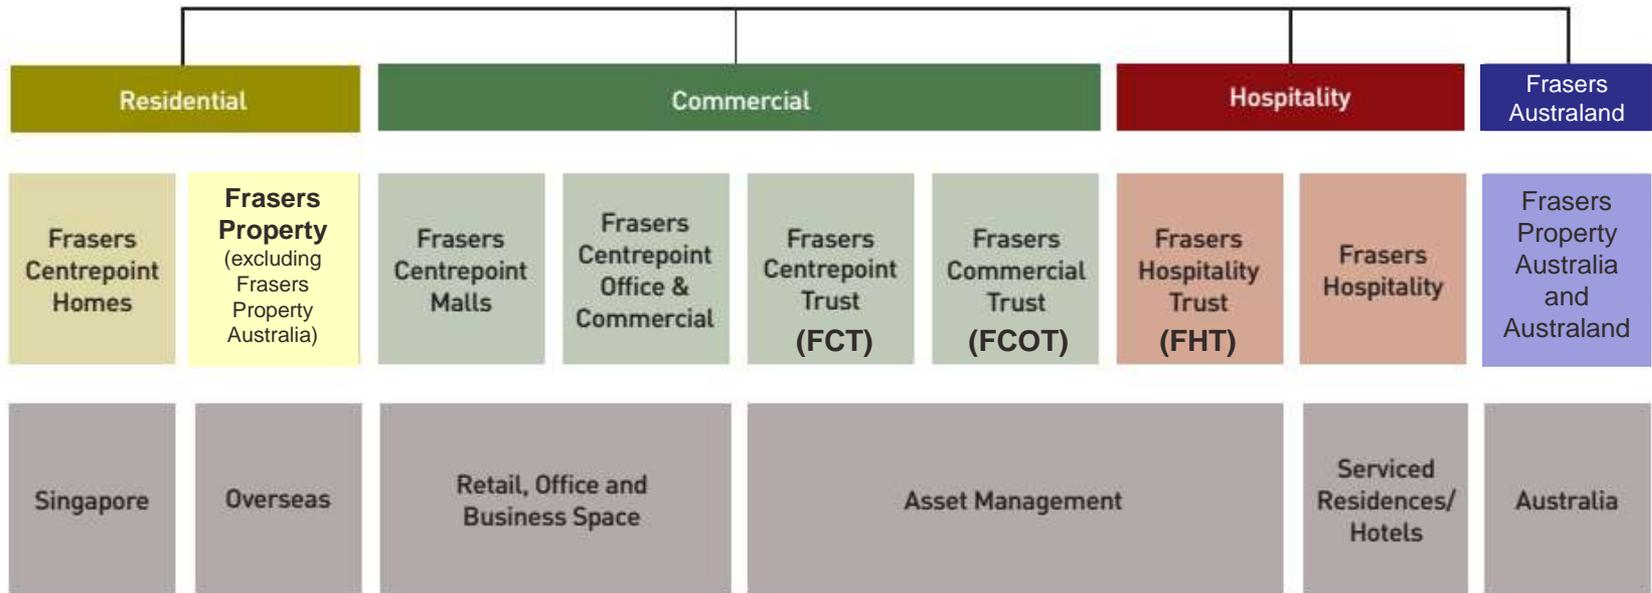 Residential
Commercial
Hospitality
Frasers
Australand
Frasers
Centrepoint
Homes
Frasers
Property
(excluding
Frasers
Property
Australia)
Frasers
Centrepoint
Malls
Frasers
Centrepoint
Office &
Commercial
Frasers
Centrepoint
Trust
(FCT)
Frasers
Commercial
Trust
(FCOT)
Frasers
Hospitality
Trust
(FHT)
Frasers
Hospitality
Frasers
Property
Australia
and
Australand
Singapore
Overseas
Retail, Office and
Business Space
Asset Management
Serviced
Residences/
Hotels
Australia